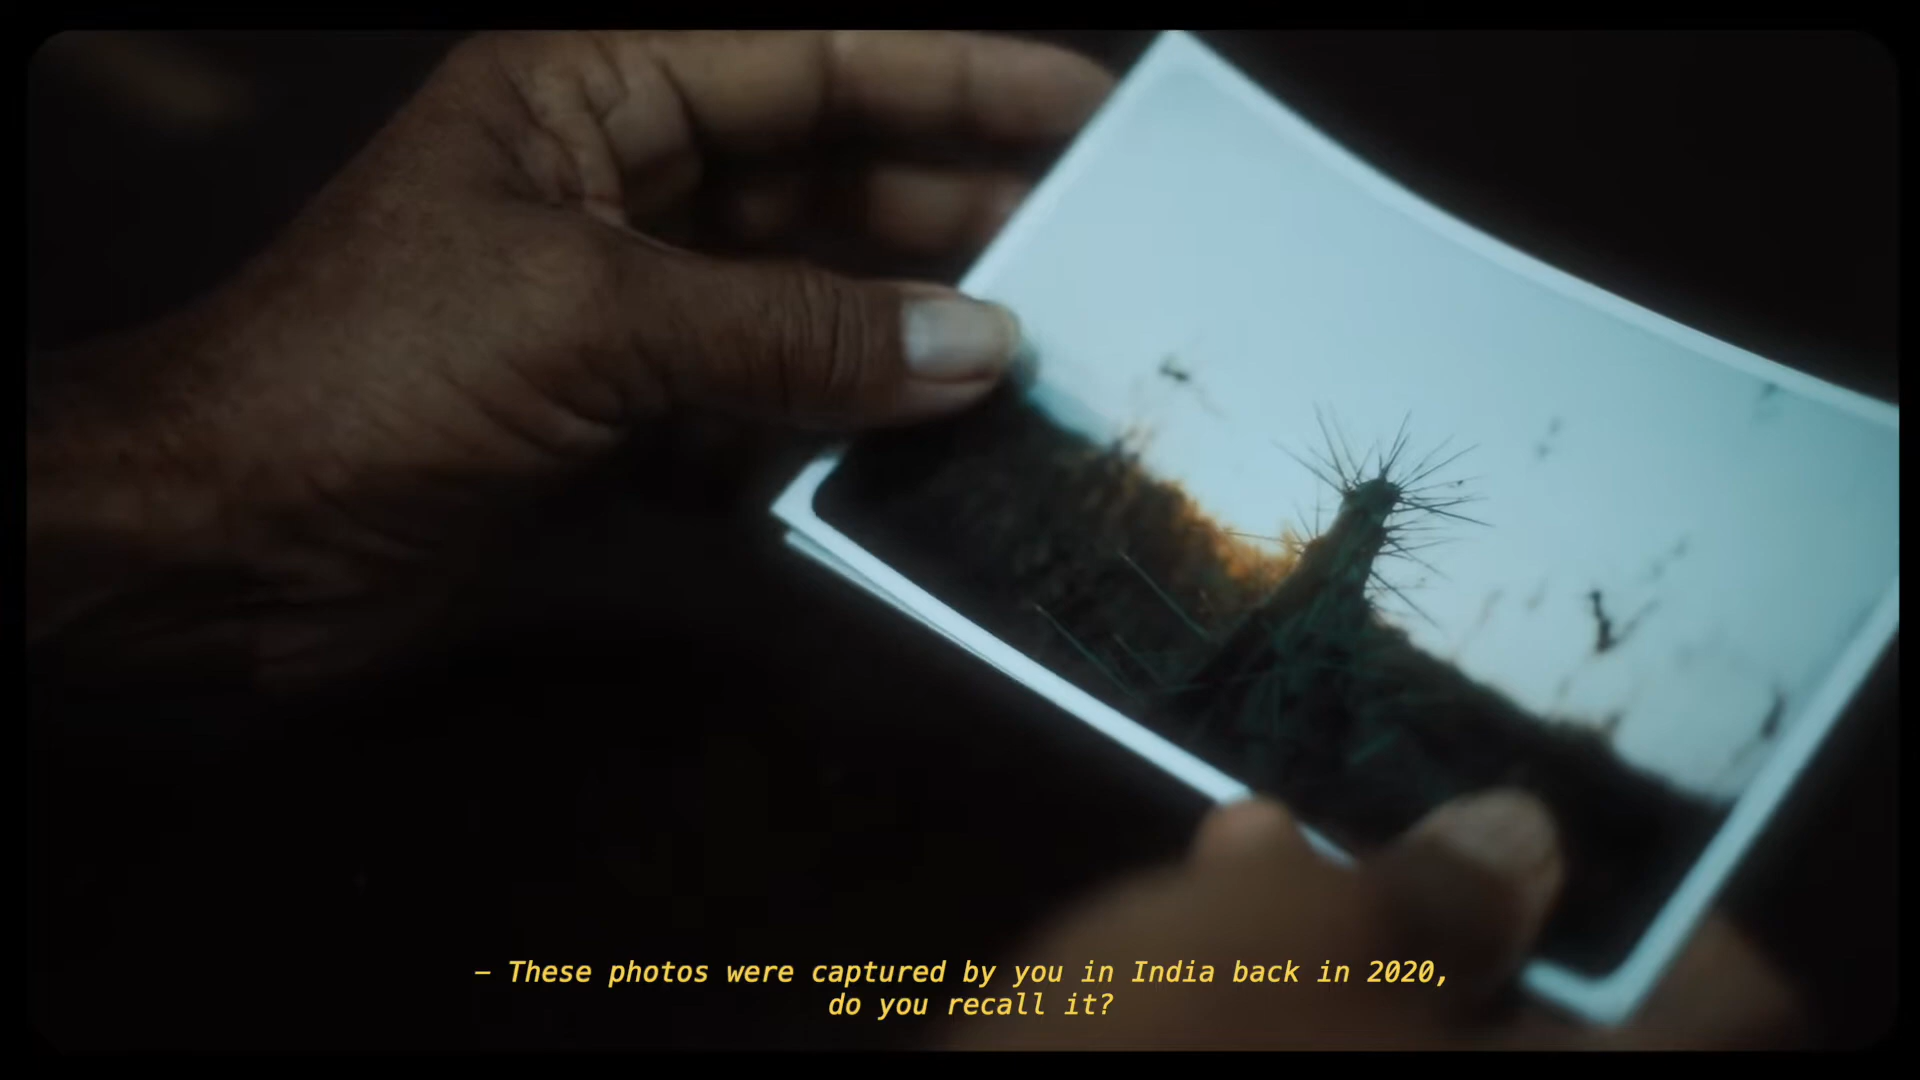 – These photos were captured by you in India back in 2020,
do you recall it?